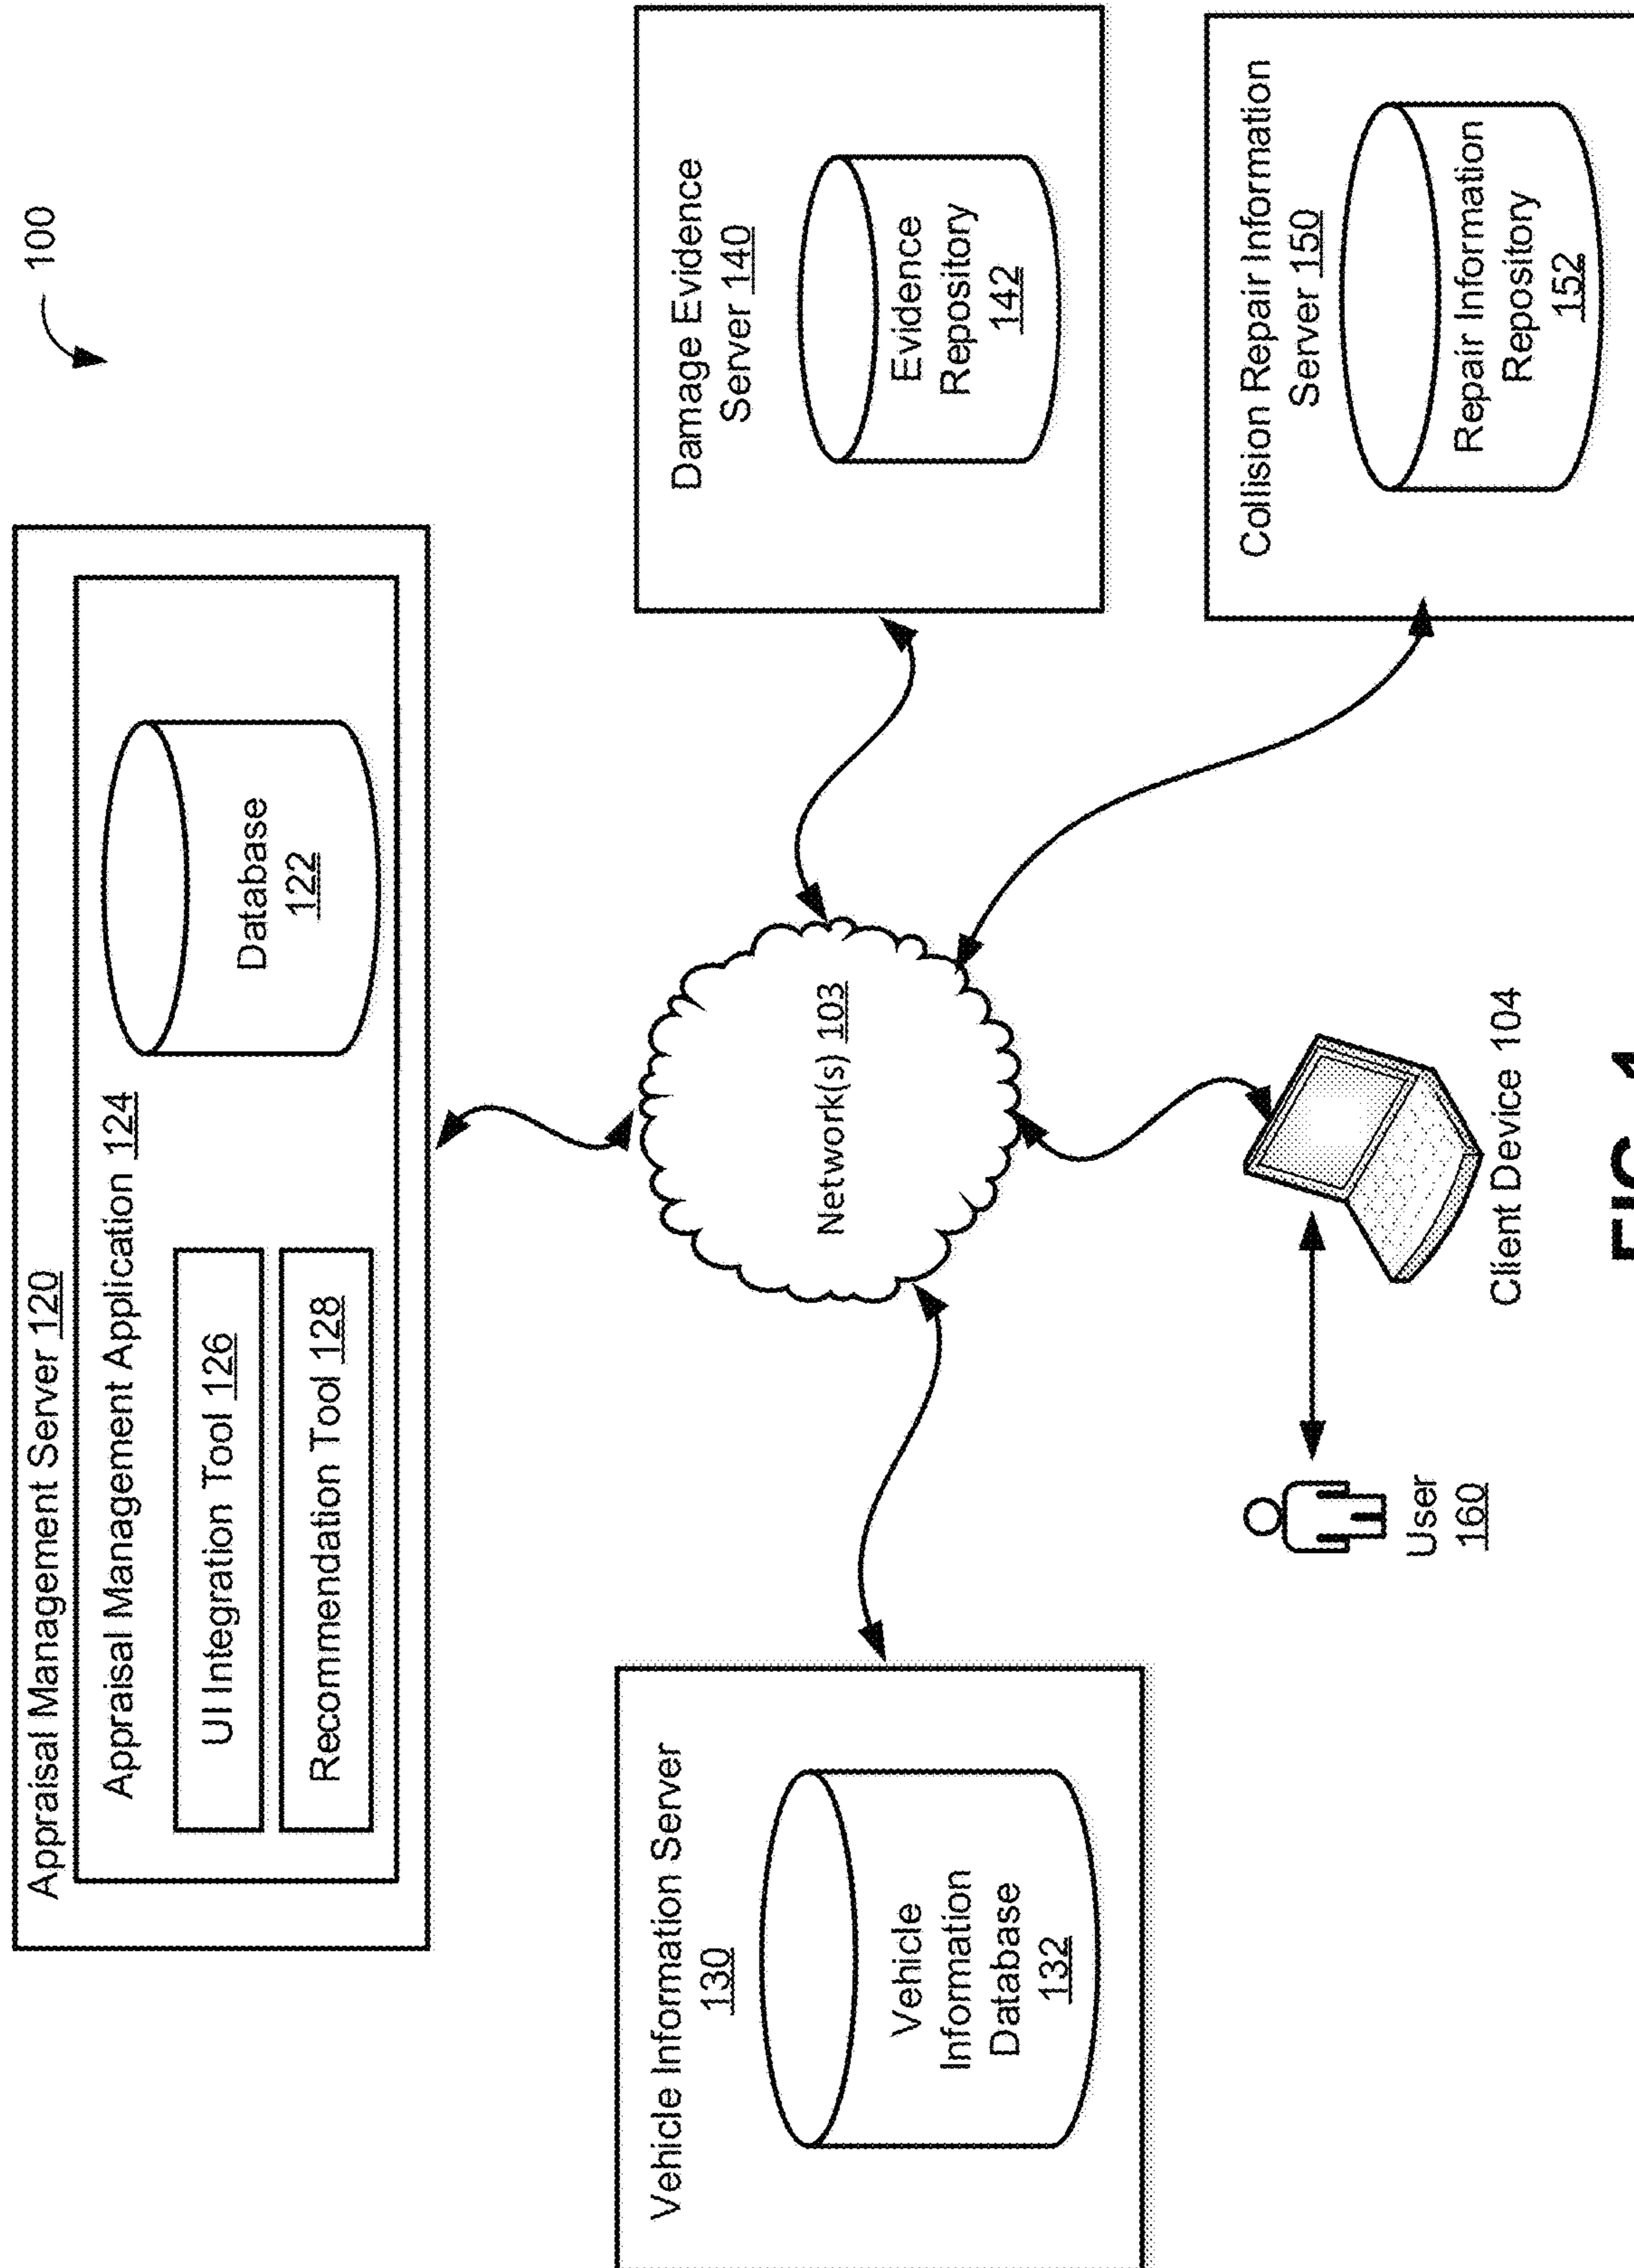 100
Appraisal Management Server 120
Appraisal Management Application 124
UI Integration Tool 126
Recommendation Tool 128
Database
122
Vehicle Information Server
130
Vehicle
Information
Database
132
Network(s) 103
Damage Evidence
Server 140
Evidence
Repository
142
Collision Repair Information
Server 150
Repair Information
Repository
152
User
160
Client Device 104
FIG. 1